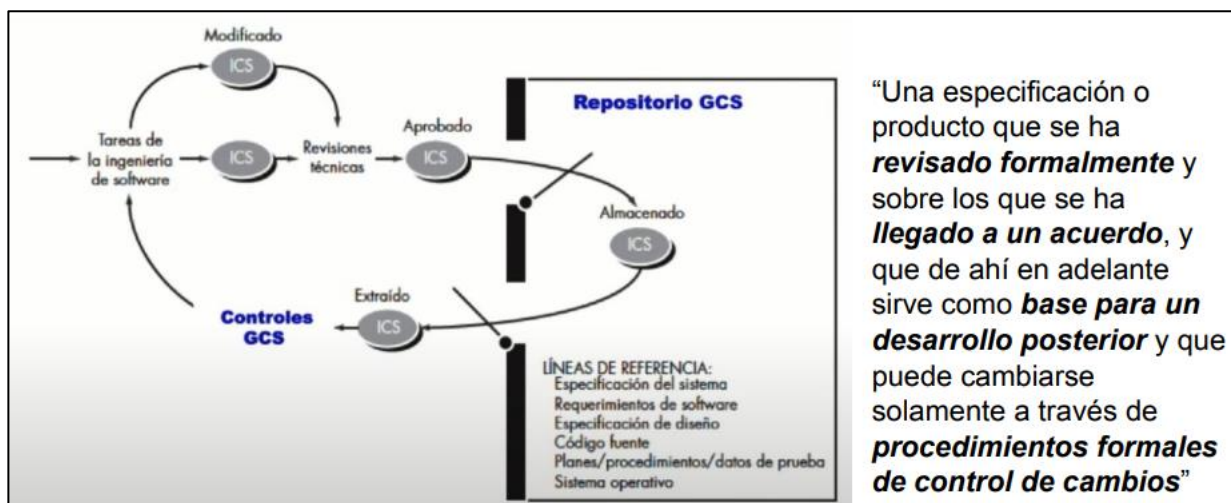 Modificado
ICS
Repositorio GCS
Tareas de
la ingeniería
de software
ICS
Revisiones
técnicas
Aprobado
ICS
Almacenado
ICS
Extraído
ICS
Controles
GCS
LÍNEAS DE REFERENCIA:
Especificación del sistema
Requerimientos de software
Especificación de diseño
Código fuente
Planes/procedimientos/datos de prueba
Sistema operativo
“Una especificación o
producto que se ha
revisado formalmente y
sobre los que se ha
llegado a un acuerdo, y
que de ahí en adelante
sirve como base para un
desarrollo posterior y que
puede cambiarse
solamente a través de
procedimientos formales
de control de cambios”